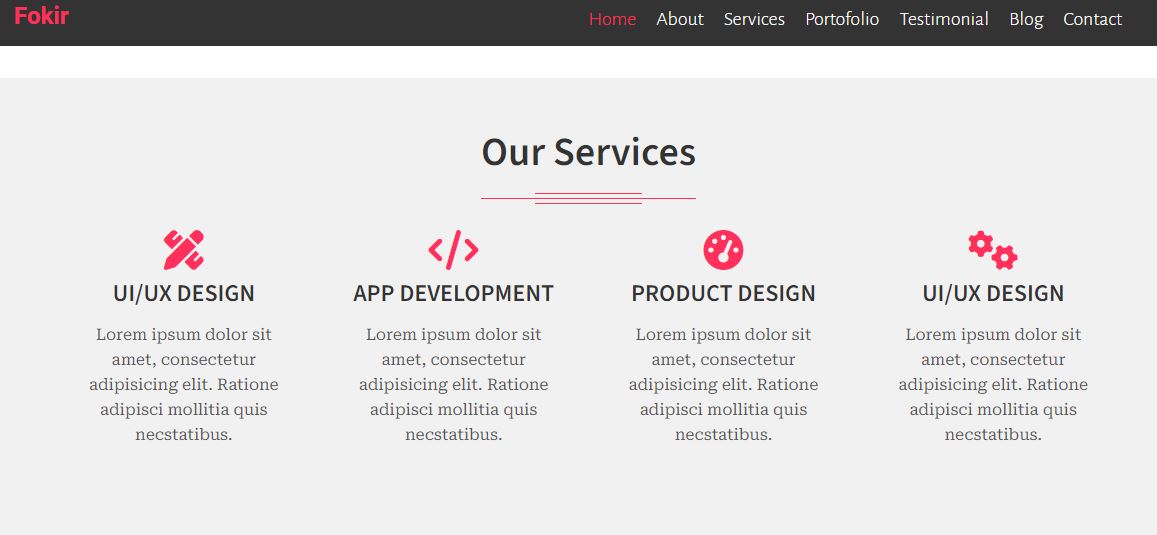 Fokir
Home About Services Portofolio Testimonial Blog Contact
Our Services
UI/UX DESIGN
Lorem ipsum dolor sit
amet, consectetur
adipisicing elit. Ratione
adipisci mollitia quis
necstatibus.
APP DEVELOPMENT
Lorem ipsum dolor sit
amet, consectetur
adipisicing elit. Ratione
adipisci mollitia quis
necstatibus.
PRODUCT DESIGN
Lorem ipsum dolor sit
amet, consectetur
adipisicing elit. Ratione
adipisci mollitia quis
necstatibus.
UI/UX DESIGN
Lorem ipsum dolor sit
amet, consectetur
adipisicing elit. Ratione
adipisci mollitia quis
necstatibus.